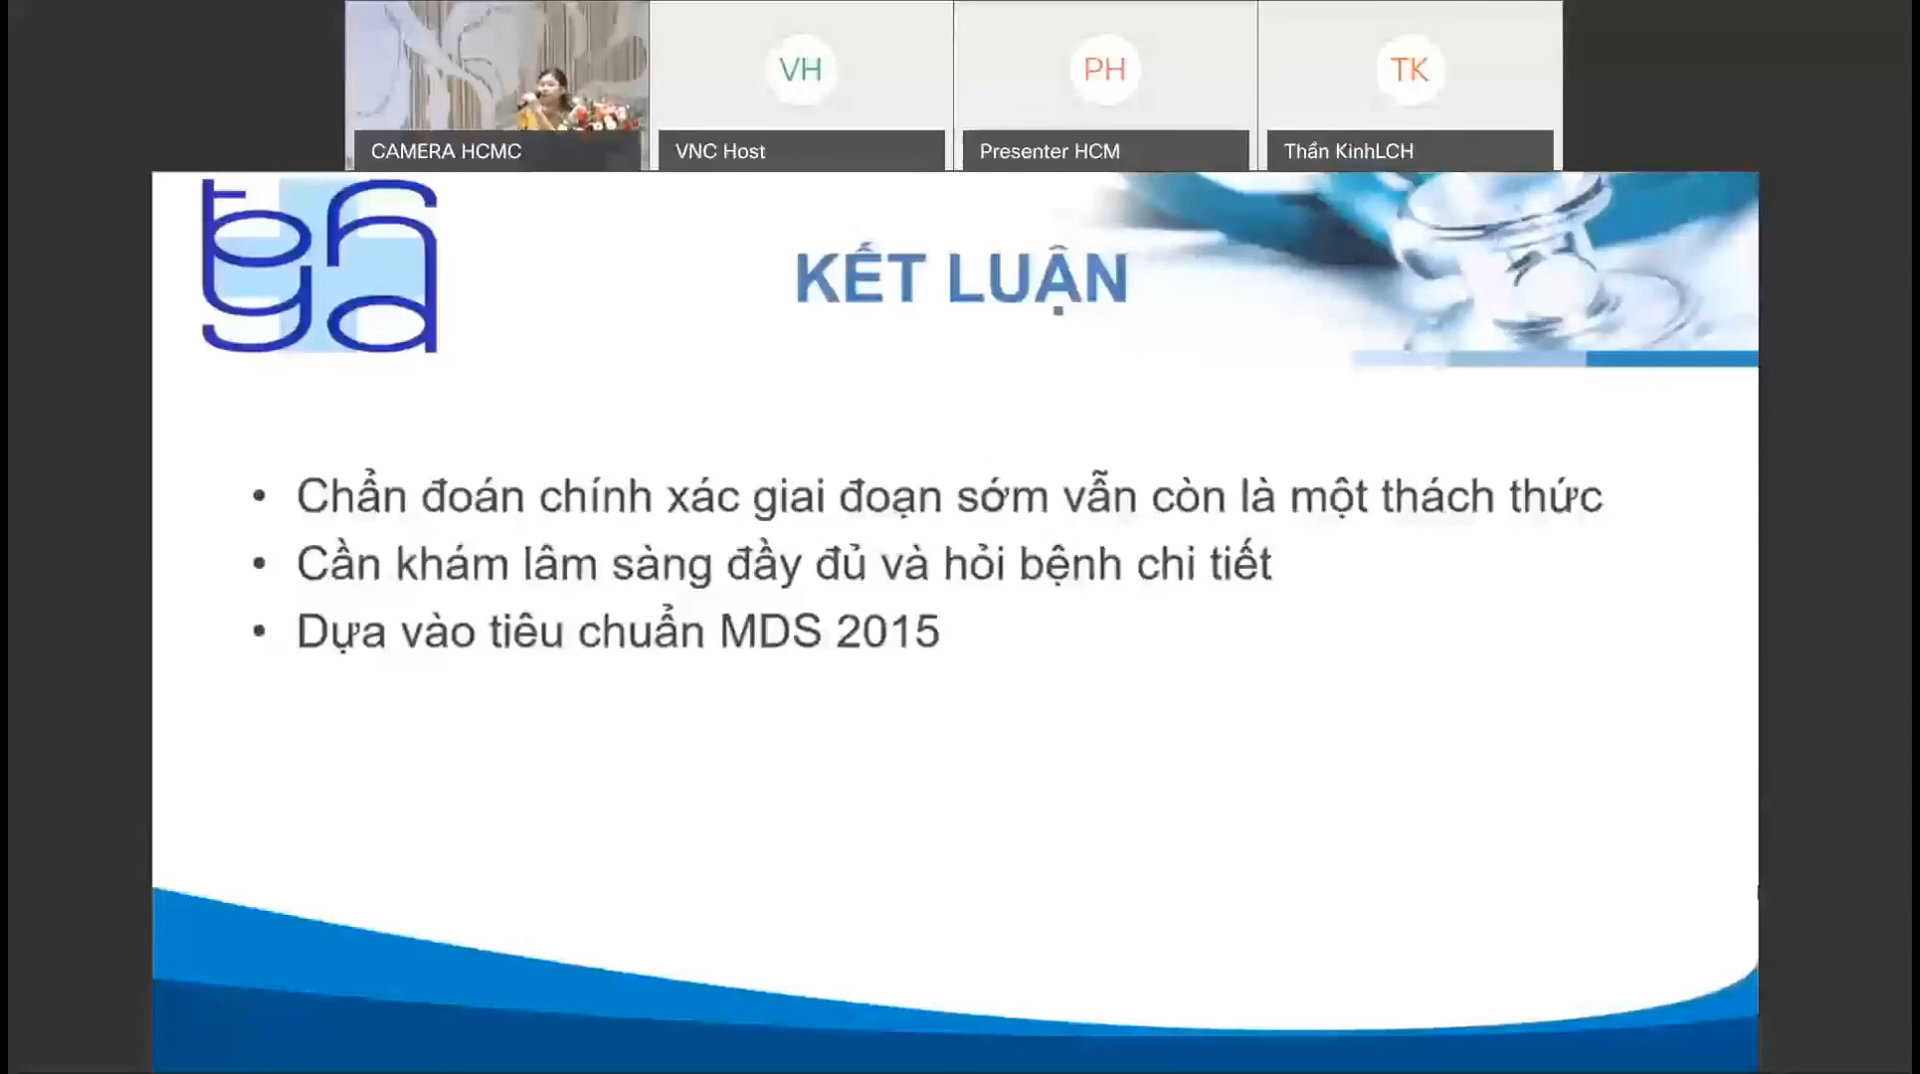 VH
PH
TK
CAMERA HCMC
VNC Host
Presenter HCM
Thần KinhLCH
KẾT LUẬN
• Chẩn đoán chính xác giai đoạn sớm vẫn còn là một thách thức
• Cần khám lâm sàng đầy đủ và hỏi bệnh chi tiết
• Dựa vào tiêu chuẩn MDS 2015